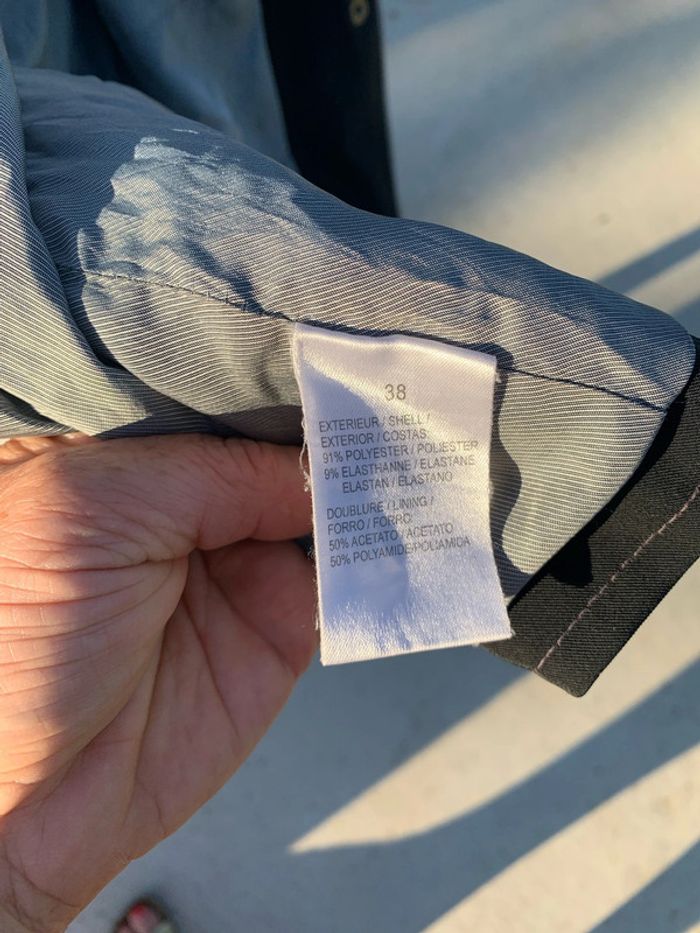 38
EXTERIEUR / SHELL /
EXTERIOR / COSTAS
91% POLYESTER / POLIESTER
9% ELASTHANNE / ELASTANE
ELASTAN / ELASTANO
DOUBLURE / LINING /
FORRO / FORRO
50% ACETATO / ACETATO
50% POLYAMIDE/POLIAMIDA